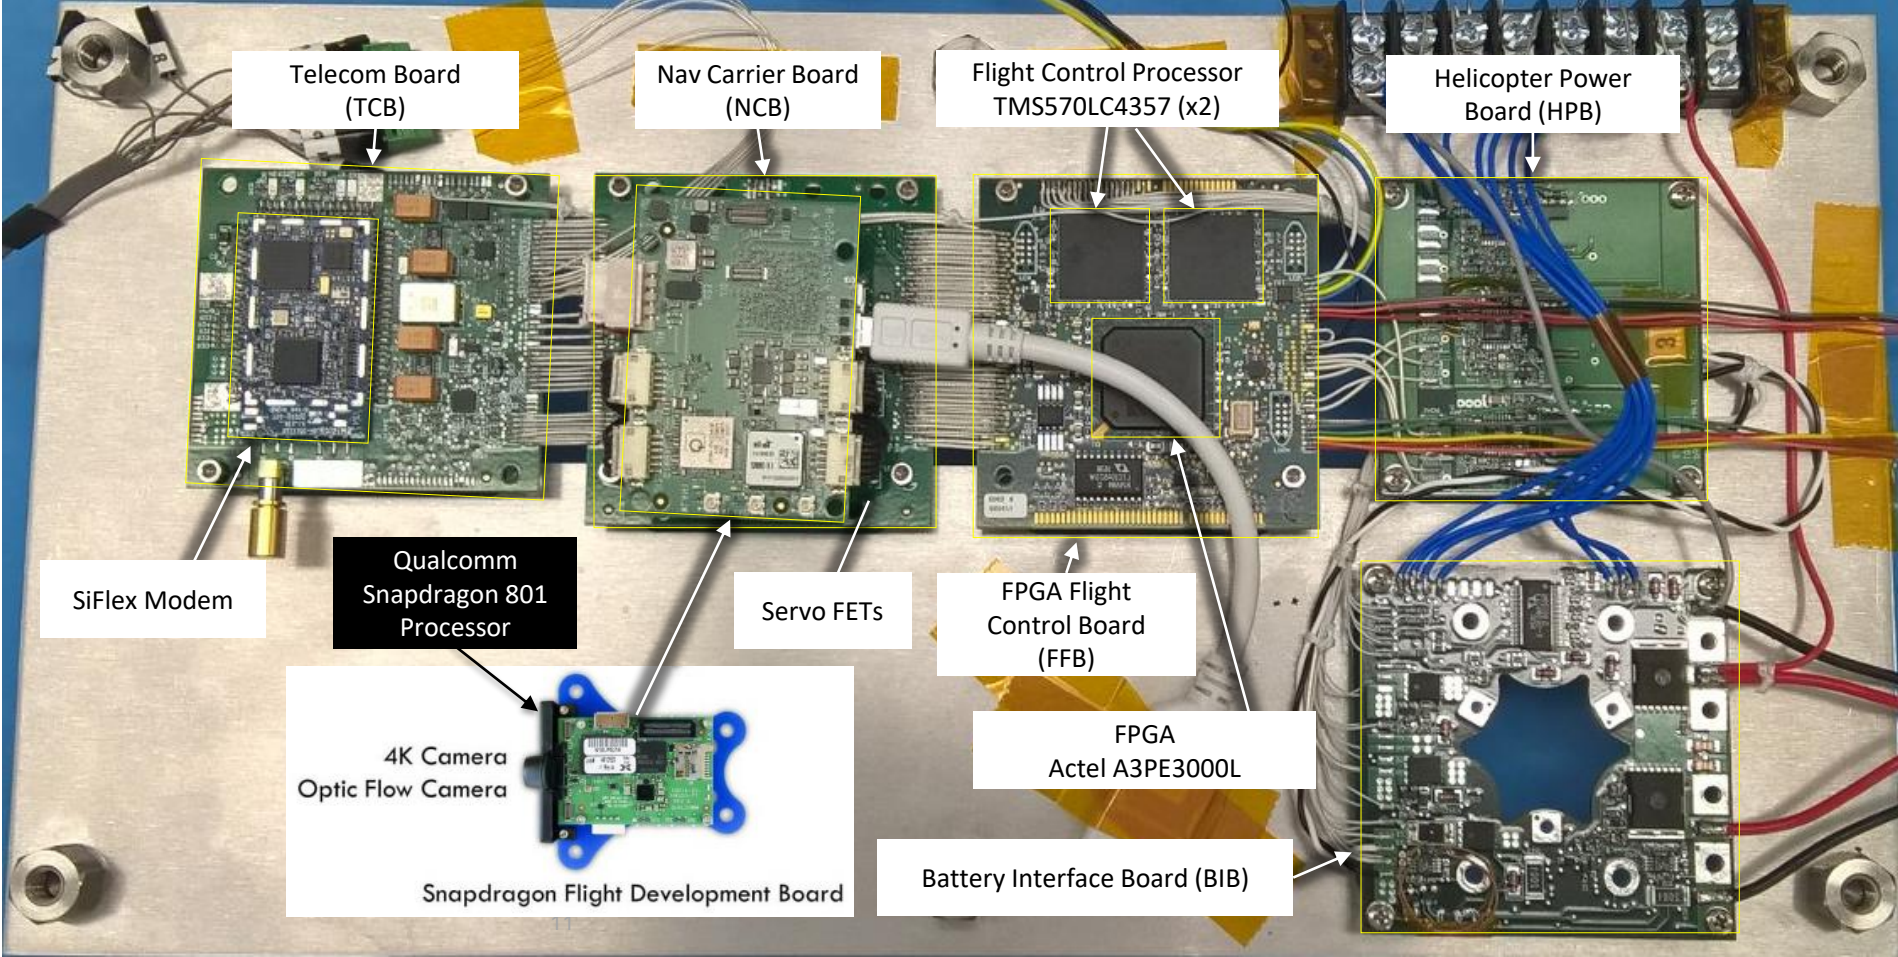 Telecom Board
(TCB)
Nav Carrier Board
(NCB)
Flight Control Processor
TMS570LC4357 (x2)
Helicopter Power
Board (HPB)
SiFlex Modem
Qualcomm
Snapdragon 801
Processor
Servo FETs
FPGA Flight
Control Board
(FFB)
FPGA
Actel A3PE3000L
4K Camera
Optic Flow Camera
Snapdragon Flight Development Board
Battery Interface Board (BIB)
11
3